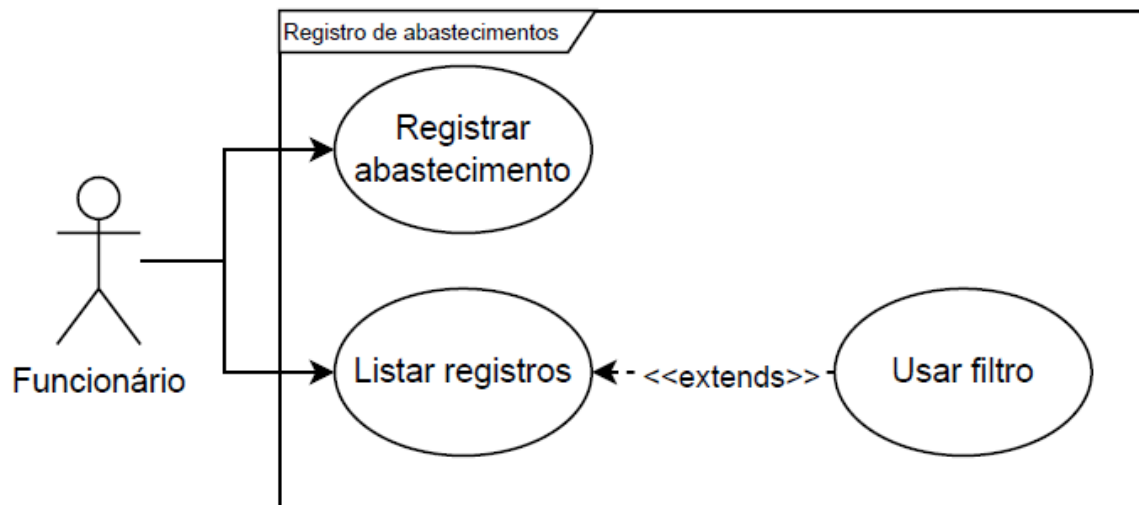 Registro de abastecimentos
Registrar
abastecimento
Funcionário
Listar registros
<<extends>>
Usar filtro